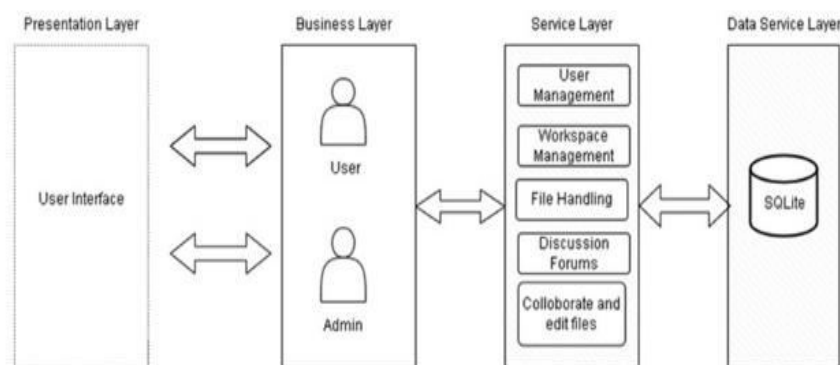 Presentation Layer
Business Layer
Service Layer
Data Service Layer
User Interface
User
Admin
User
Management
Workspace
Management
File Handling
Discussion
Forums
Colloborate and
edit files
SQLite